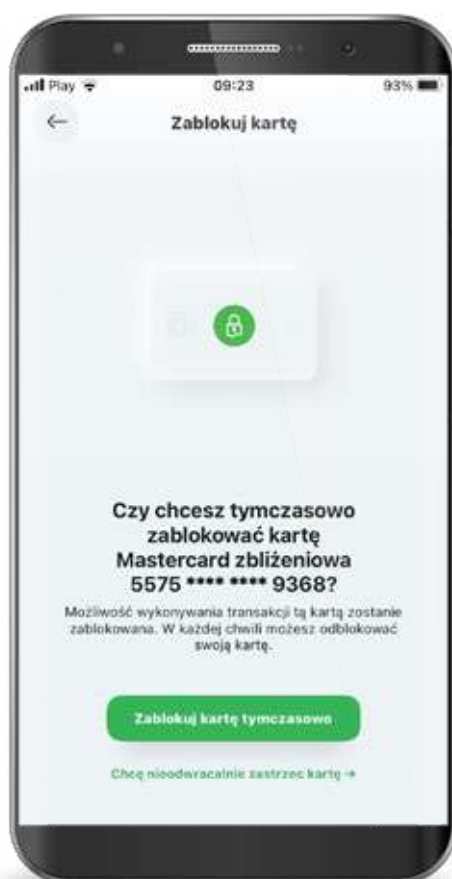 Play
09:23
93%
Zablokuj kartę
Czy chcesz tymczasowo
zablokować kartę
Mastercard zbliżeniowa
5575 **** **** 9368?
Możliwość wykonywania transakcji tą kartą zostanie
zablokowana. W każdej chwili możesz odblokować
swoją kartę.
Zablokuj kartę tymczasowo
Chcę nieodwracalnie zastrzec kartę →